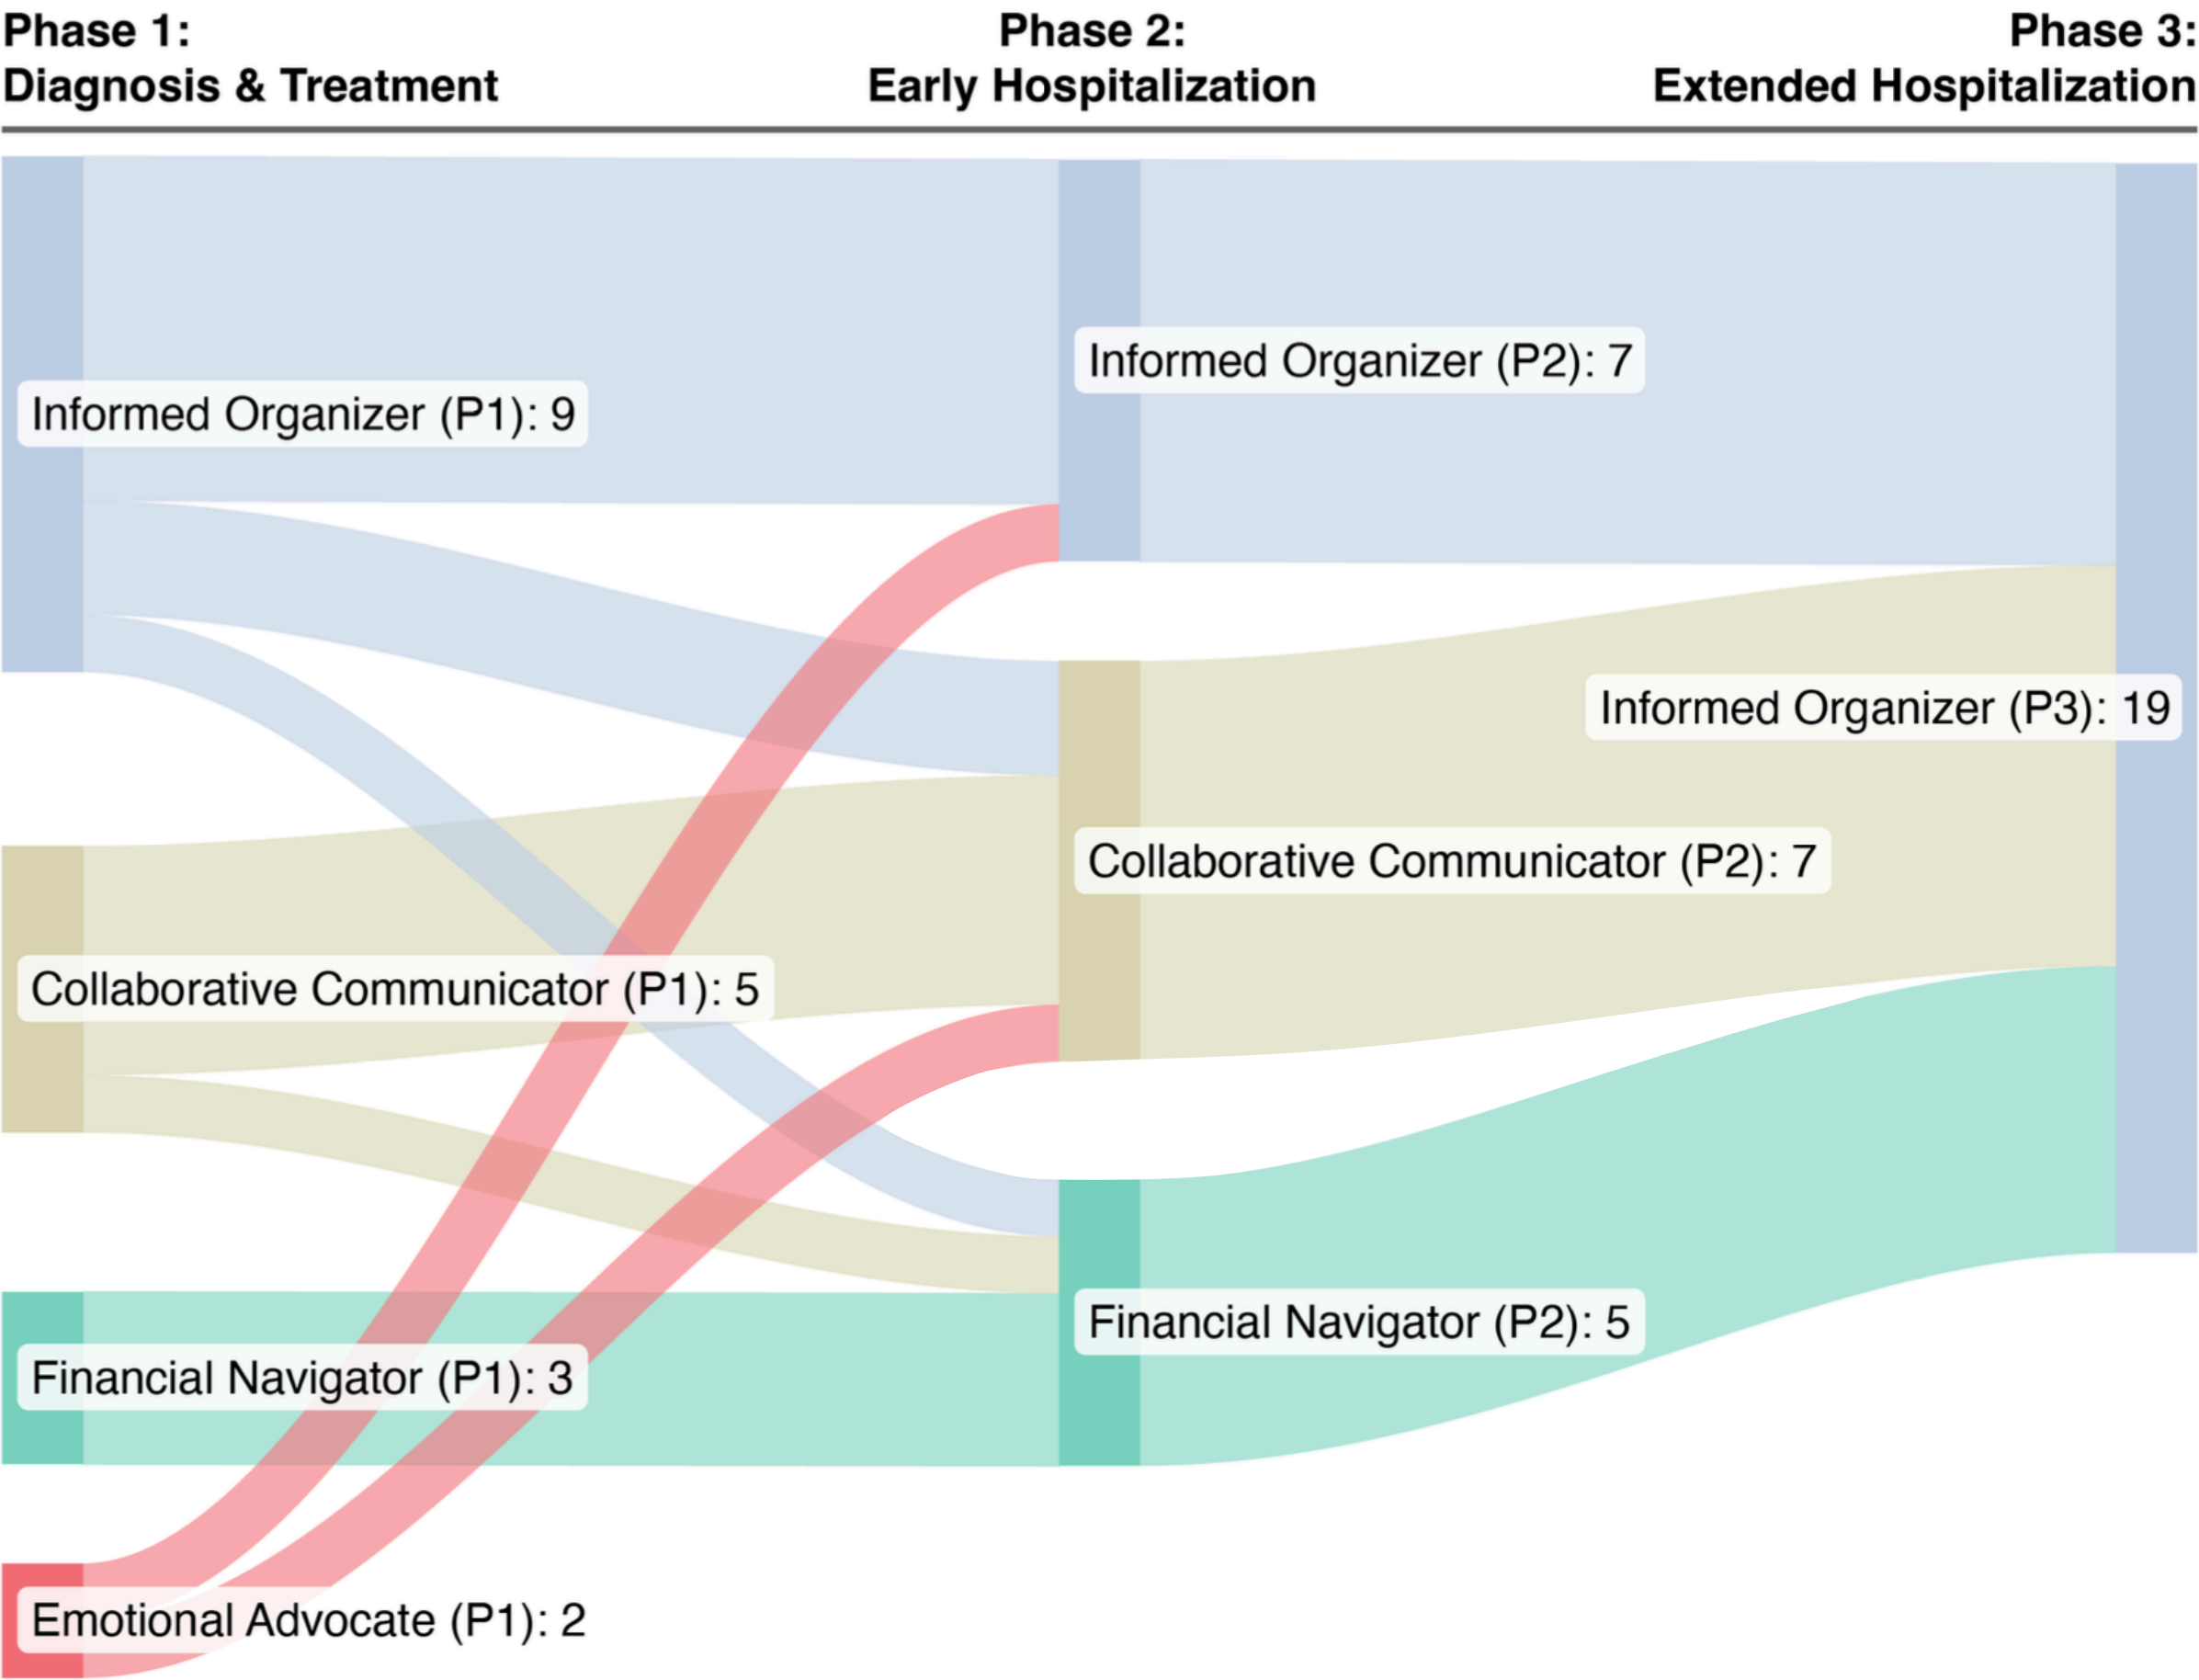 Phase 1:
Diagnosis & Treatment
Phase 2:
Early Hospitalization
Phase 3:
Extended Hospitalization
Informed Organizer (P1): 9
Collaborative Communicator (P1): 5
Financial Navigator (P1): 3
Emotional Advocate (P1): 2
Informed Organizer (P2): 7
Collaborative Communicator (P2): 7
Financial Navigator (P2): 5
Informed Organizer (P3): 19